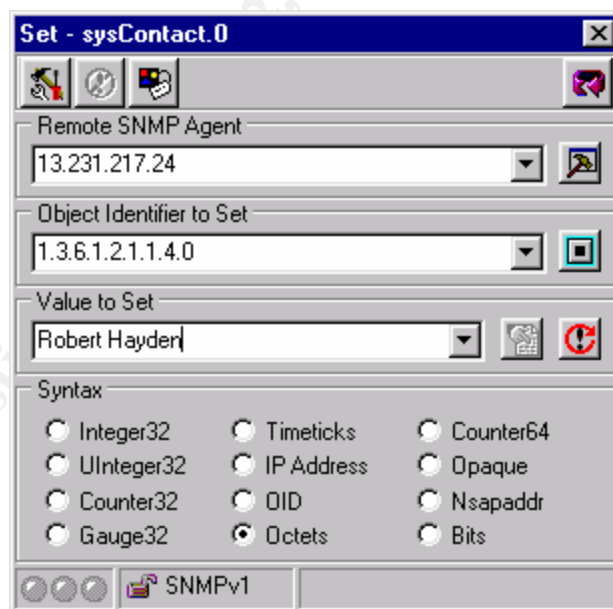 Set - sysContact.0
Remote SNMP Agent
13.231.217.24
Object Identifier to Set
1.3.6.1.2.1.1.4.0
Value to Set
Robert Hayden
Syntax
Integer32 Timeticks Counter64
UInteger32 IP Address Opaque
Counter32 OID Nsapaddr
Gauge32 Octets Bits
SNMPv1